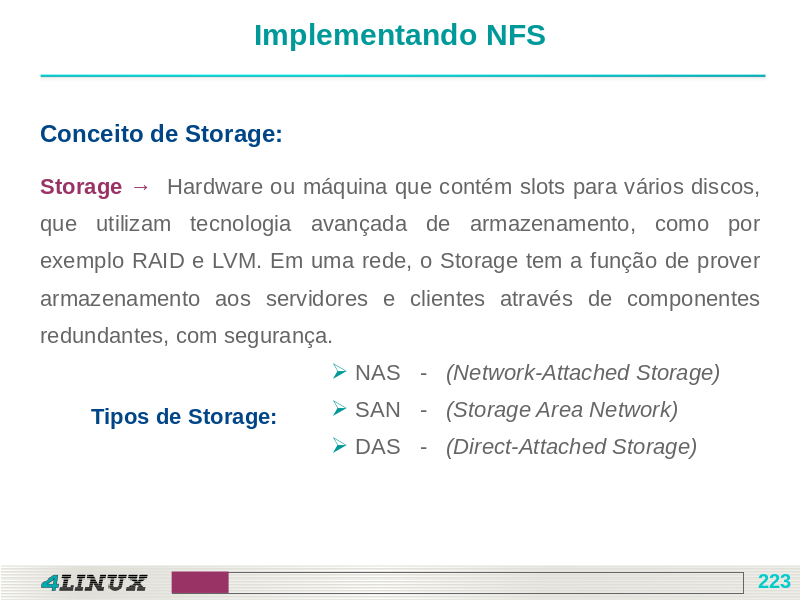 Implementando NFS
Conceito de Storage:
Storage → Hardware ou máquina que contém slots para vários discos,
que utilizam tecnologia avançada de armazenamento, como por
exemplo RAID e LVM. Em uma rede, o Storage tem a função de prover
armazenamento aos servidores e clientes através de componentes
redundantes, com segurança.
Tipos de Storage:
➢ NAS - (Network-Attached Storage)
➢ SAN - (Storage Area Network)
➢ DAS - (Direct-Attached Storage)
4LINUX
223